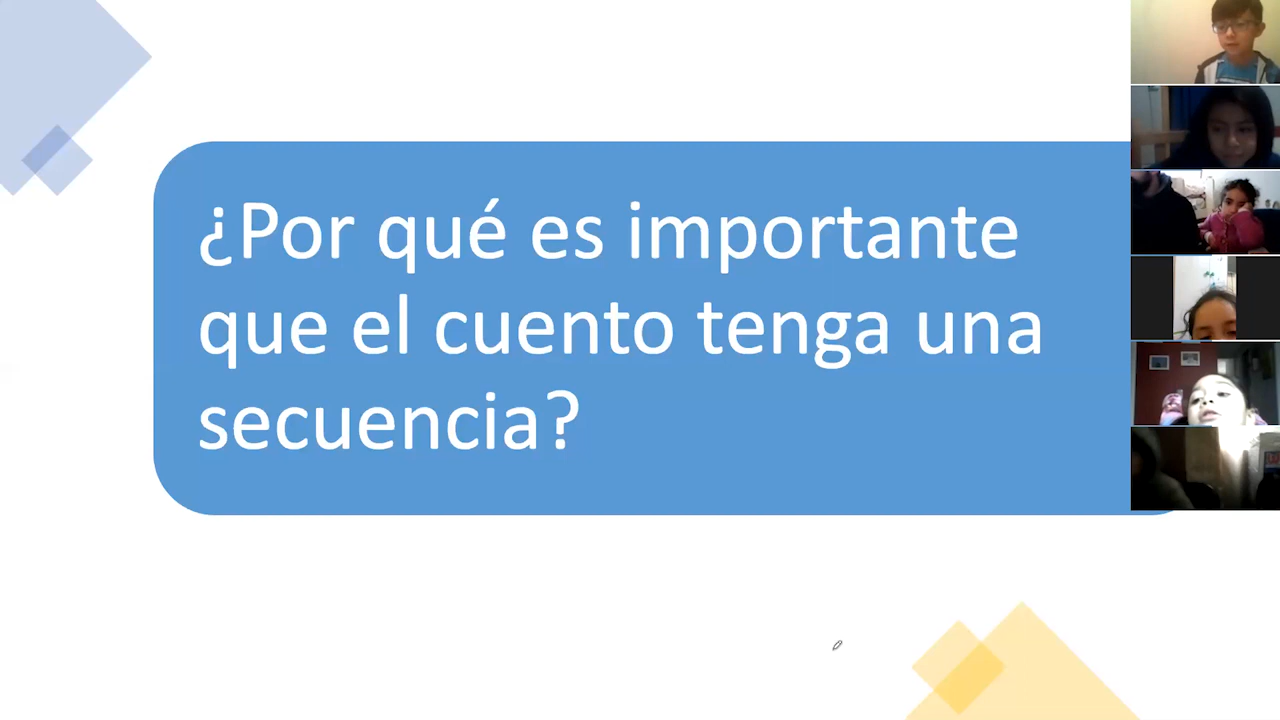 ¿Por qué es importante
que el cuento tenga una
secuencia?